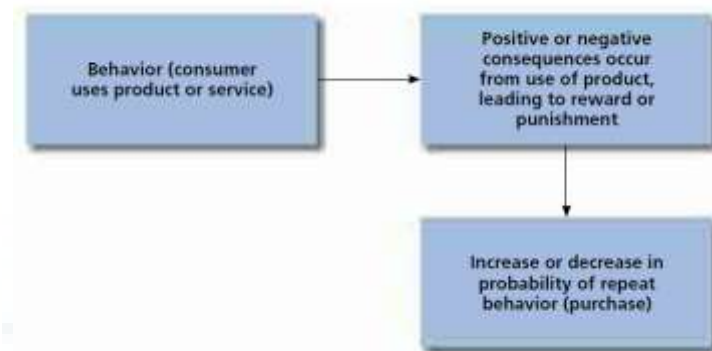 Behavior (consumer
uses product or service)
Positive or negative
consequences occur
from use of product,
leading to reward or
punishment
Increase or decrease in
probability of repeat
behavior (purchase)